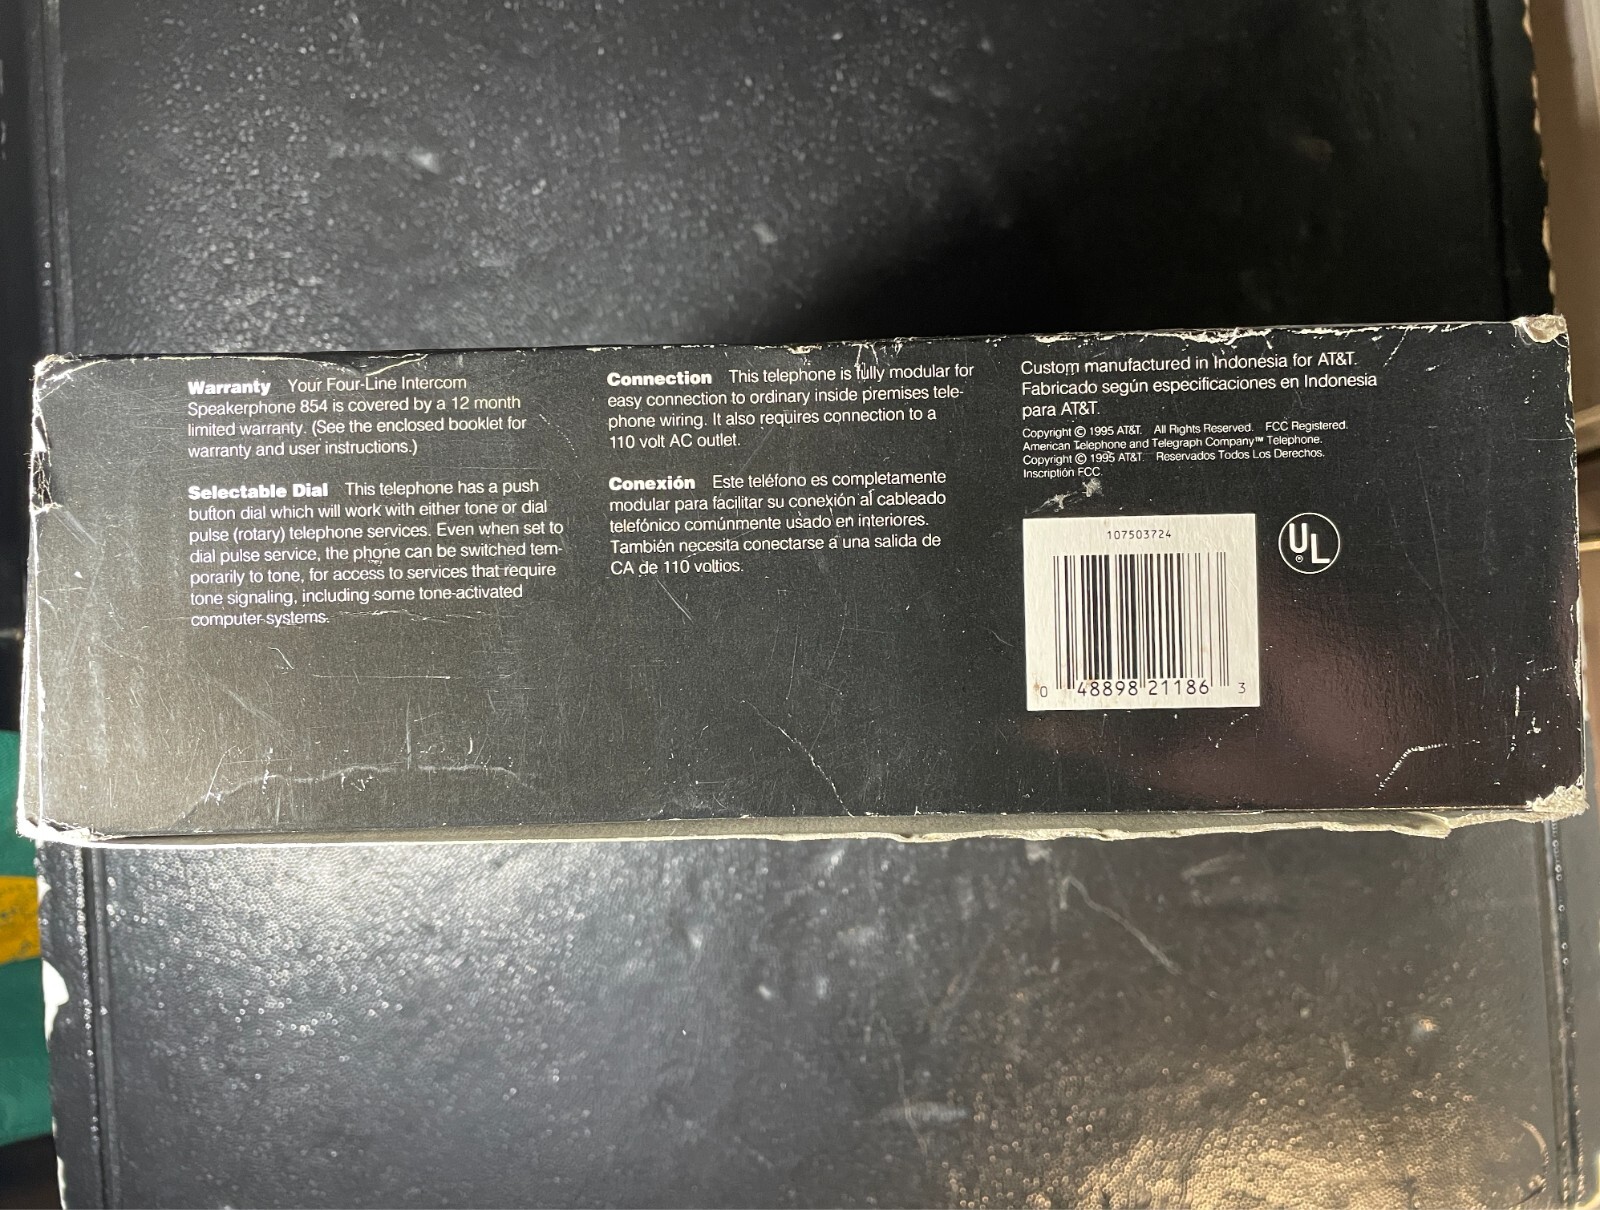 Warranty Your Four-Line Intercom
Speakerphone 854 is covered by a 12 month
limited warranty. (See the enclosed booklet for
warranty and user instructions.)
Selectable Dial This telephone has a push
button dial which will work with either tone or dial
pulse (rotary) telephone services. Even when set to
dial pulse service, the phone can be switched tem-
porarily to tone, for access to services that require
tone signaling, including some tone-activated
computer systems.
Connection This telephone is fully modular for
easy connection to ordinary inside premises tele-
phone wiring. It also requires connection to a
110 volt AC outlet.
Conexión Este teléfono es completamente
modular para facilitar su conexión al cableado
telefónico comúnmente usado en interiores.
También necesita conectarse a una salida de
CA de 110 voltios.
Custom manufactured in Indonesia for AT&T.
Fabricado según especificaciones en Indonesia
para AT&T.
Copyright © 1995 AT&T. All Rights Reserved. FCC Registered.
American Telephone and Telegraph Company™ Telephone.
Copyright © 1995 AT&T. Reservados Todos Los Derechos.
Inscriptión FCC.
107503724
0 48898 21186 3
UL ®